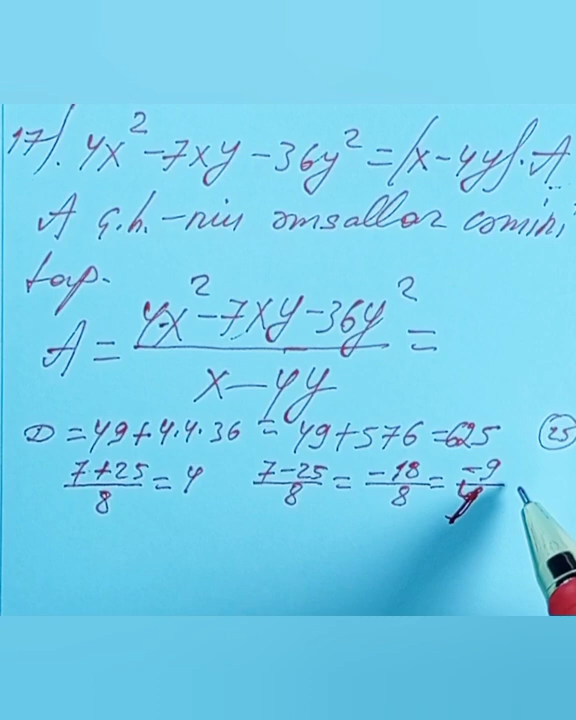 17). 4x² - 7xy - 36y² = (x - 4y) · A
A ç.h. - nin əmsallar cəmini
tap.
A = (4x² - 7xy - 36y²) / (x - 4y) =
D = 49 + 4·4·36 = 49 + 576 = 625 25
(7 + 25)/8 = 4 (7 - 25)/8 = -18/8 = -9/4